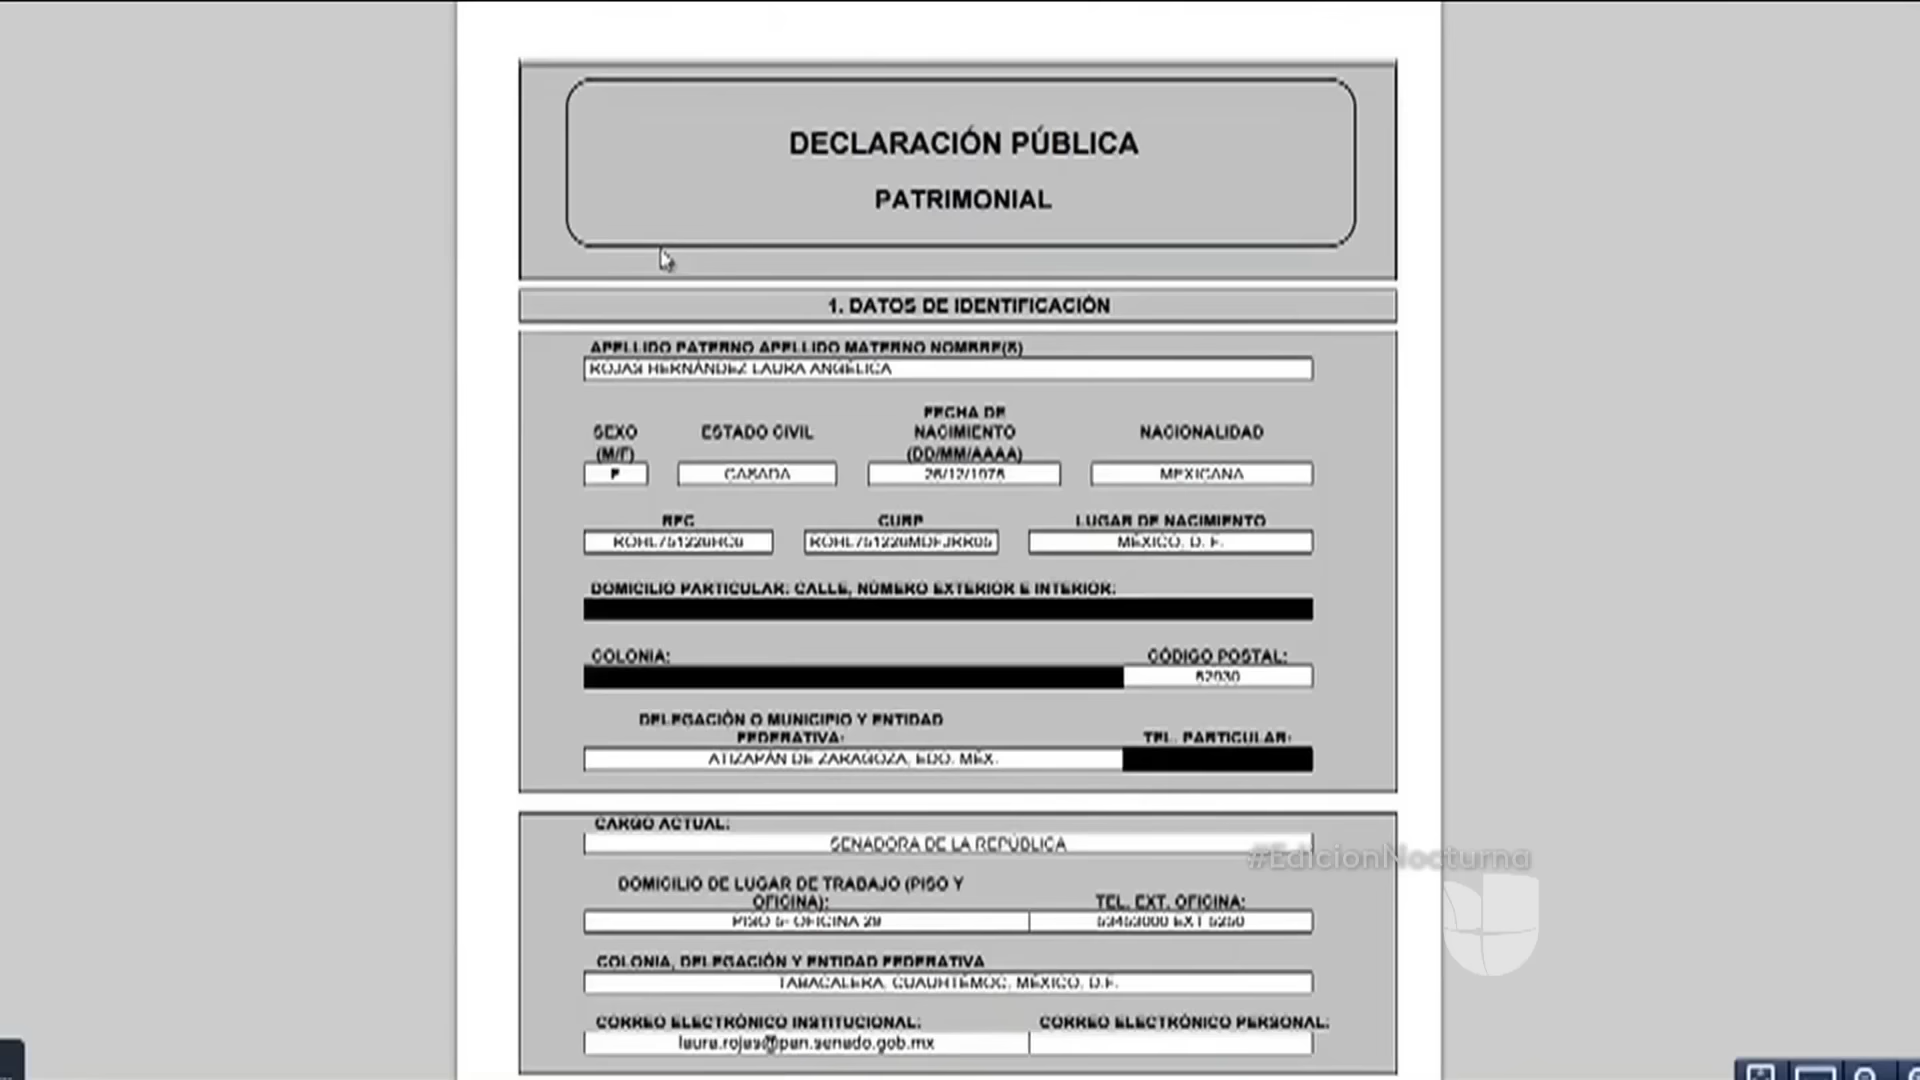 DECLARACIÓN PÚBLICA
PATRIMONIAL
1. DATOS DE IDENTIFICACIÓN
APELLIDO PATERNO APELLIDO MATERNO NOMBRE(S)
ROJAS HERNÁNDEZ LAURA ANGÉLICA
SEXO (M/F)
ESTADO CIVIL
FECHA DE NACIMIENTO (DD/MM/AAAA)
NACIONALIDAD
F
CASADA
MEXICANA
RFC
CURP
LUGAR DE NACIMIENTO
MÉXICO, D. F.
DOMICILIO PARTICULAR: CALLE, NÚMERO EXTERIOR E INTERIOR:
COLONIA:
CÓDIGO POSTAL:
DELEGACIÓN O MUNICIPIO Y ENTIDAD
FEDERATIVA:
TEL. PARTICULAR:
ATIZAPÁN DE ZARAGOZA, EDO. MÉX.
CARGO ACTUAL:
SENADORA DE LA REPÚBLICA
#EdicionNocturna
DOMICILIO DE LUGAR DE TRABAJO (PISO Y
OFICINA):
TEL. EXT. OFICINA:
COLONIA, DELEGACIÓN Y ENTIDAD FEDERATIVA
TABACALERA, CUAUHTÉMOC, MÉXICO, D.F.
CORREO ELECTRÓNICO INSTITUCIONAL:
CORREO ELECTRÓNICO PERSONAL:
laura.rojas@pan.senado.gob.mx